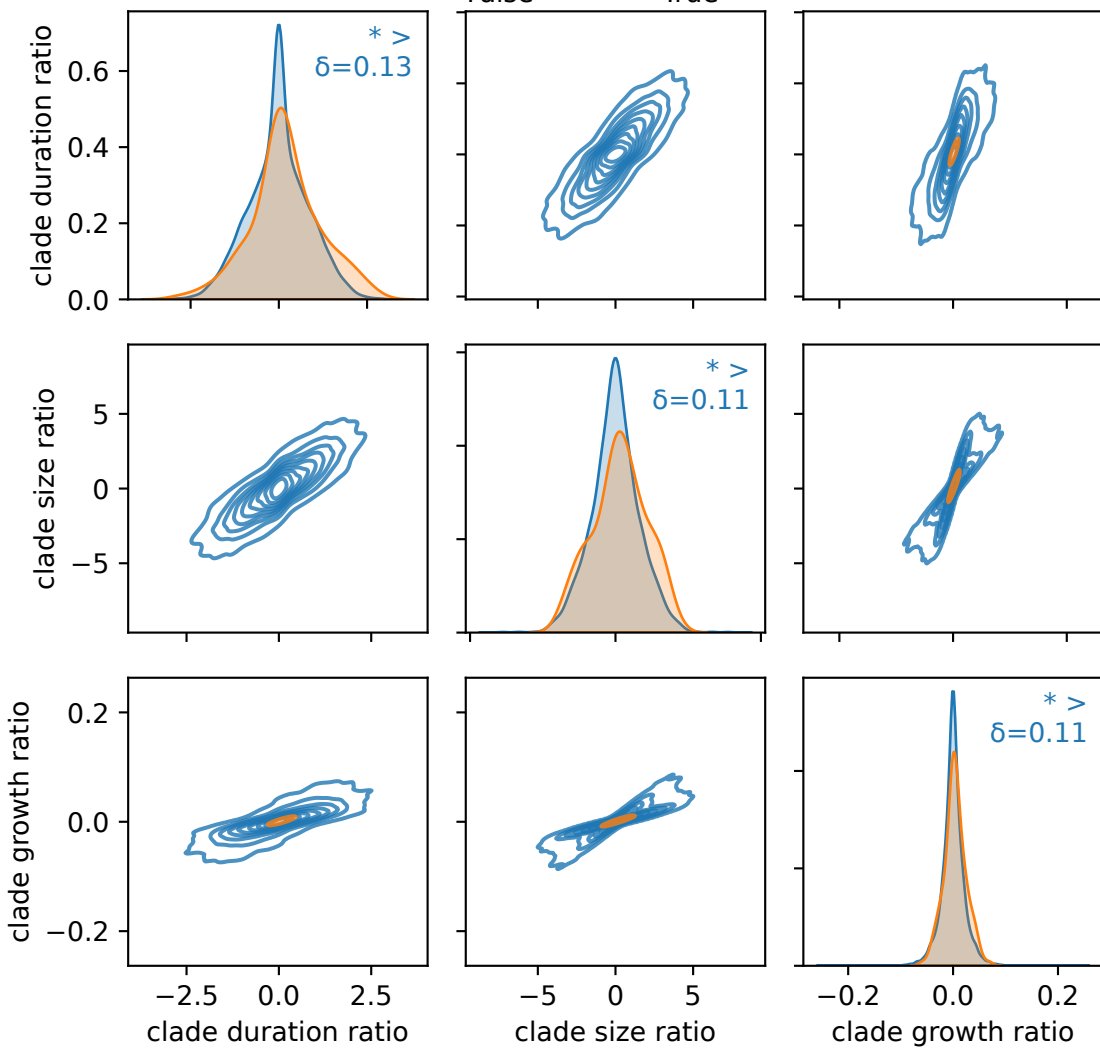 clade duration ratio
0.6
0.4
0.2
0.0
* >
δ=0.13
clade size ratio
5
0
−5
* >
δ=0.11
clade growth ratio
0.2
0.0
−0.2
* >
δ=0.11
−2.5 0.0 2.5
−5 0 5
−0.2 0.0 0.2
clade duration ratio
clade size ratio
clade growth ratio